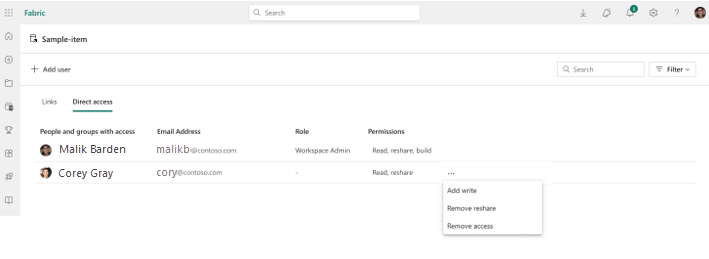 Fabric
Search
1
?
Sample-item
+ Add user
Search
Filter
Links Direct access
People and groups with access Email Address Role Permissions
Malik Barden malikb@contoso.com Workspace Admin Read, reshare, build
Corey Gray cory@contoso.com - Read, reshare ...
Add write
Remove reshare
Remove access